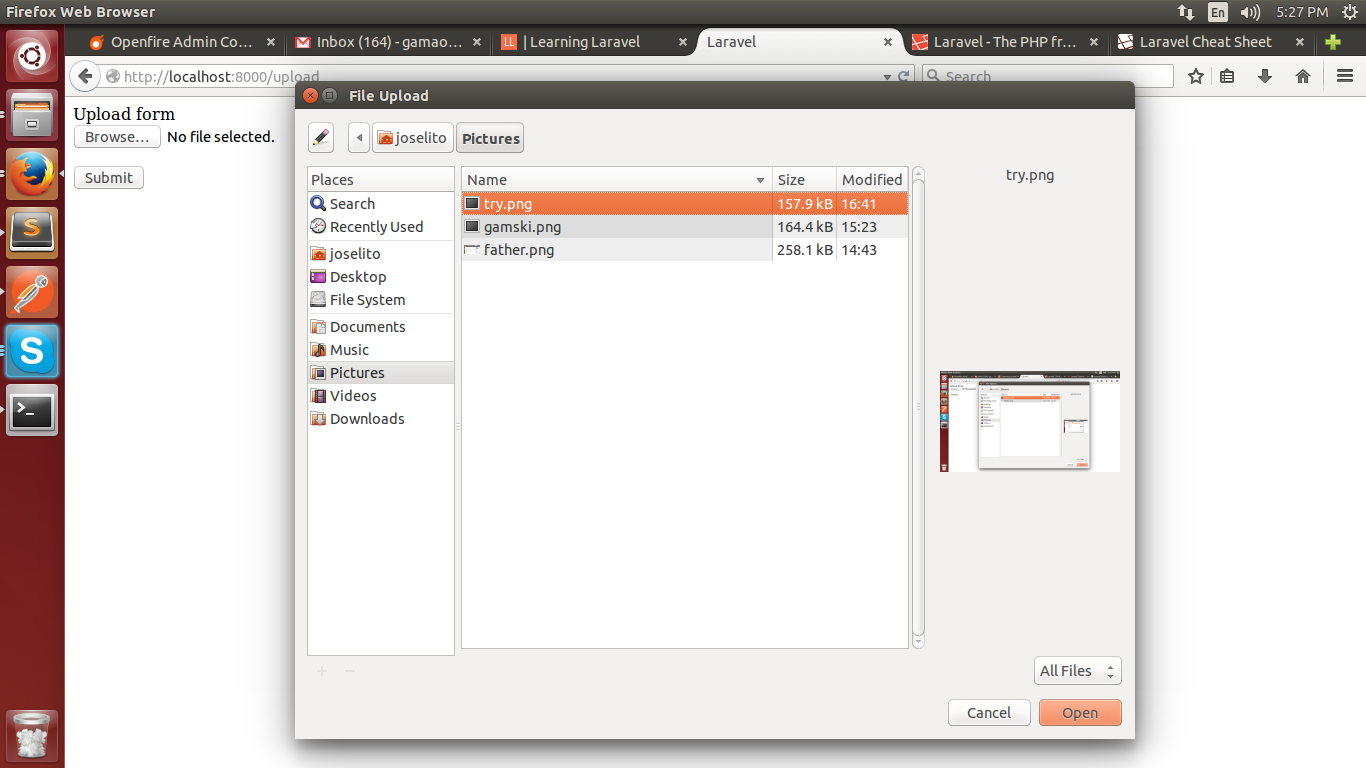 Firefox Web Browser
En
5:27 PM
Openfire Admin Co...
Inbox (164) - gamao...
LL | Learning Laravel
Laravel
Laravel - The PHP fr...
Laravel Cheat Sheet
http://localhost:8000/upload
Search
Upload form
Browse... No file selected.
Submit
File Upload
joselito
Pictures
Places
Search
Recently Used
joselito
Desktop
File System
Documents
Music
Pictures
Videos
Downloads
Name Size Modified
try.png 157.9 kB 16:41
gamski.png 164.4 kB 15:23
father.png 258.1 kB 14:43
try.png
All Files
Cancel
Open